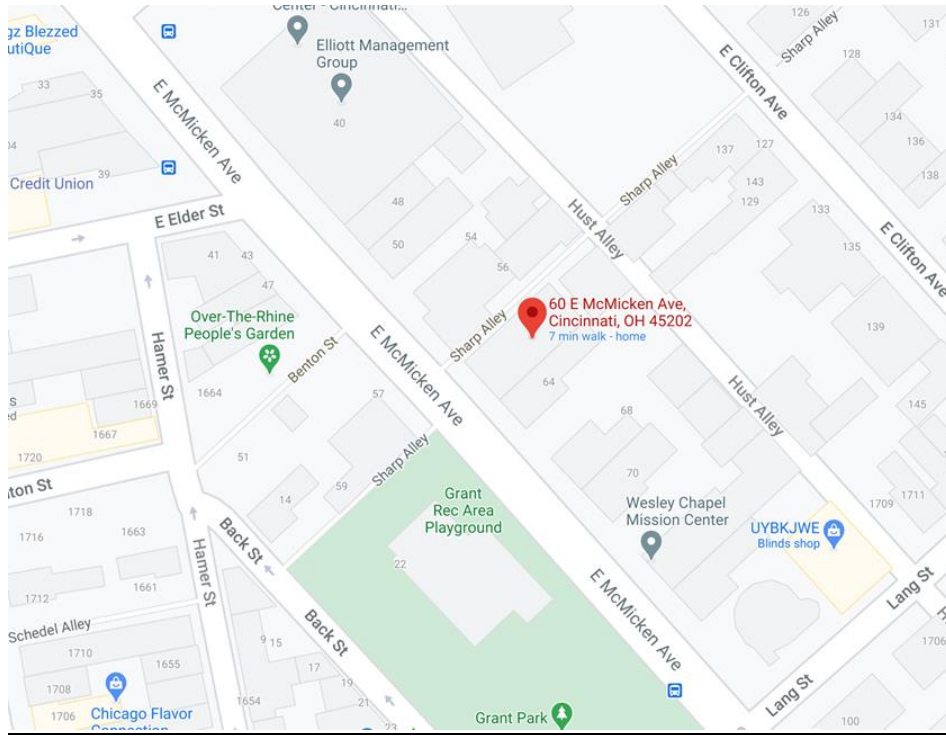 Center - Cincinnati...
126
131
gz Blezzed
utiQue
Elliott Management
Group
Sharp Alley
128
E Clifton Ave
33
35
E McMicken Ave
40
134
136
137
127
Credit Union
39
Sharp Alley
138
143
48
129
E Elder St
Hust Alley
133
54
50
E Clifton Ave
41
43
135
56
47
60 E McMicken Ave,
Cincinnati, OH 45202
7 min walk - home
Over-The-Rhine
People's Garden
Sharp Alley
139
Hamer St
Benton St
E McMicken Ave
64
1664
57
Hust Alley
1669
68
145
1667
1720
51
Sharp Alley
70
ton St
59
14
Grant
Rec Area
Playground
Wesley Chapel
Mission Center
1709
1711
1718
UYBKJWE
Blinds shop
1716
1663
Back St
22
Hamer St
E McMicken Ave
Lang St
1712
1661
Schedel Alley
Back St
1706
9
15
1710
1655
17
1708
19
Lang St
1654
21
Chicago Flavor
Connection
1706
Grant Park
100
23